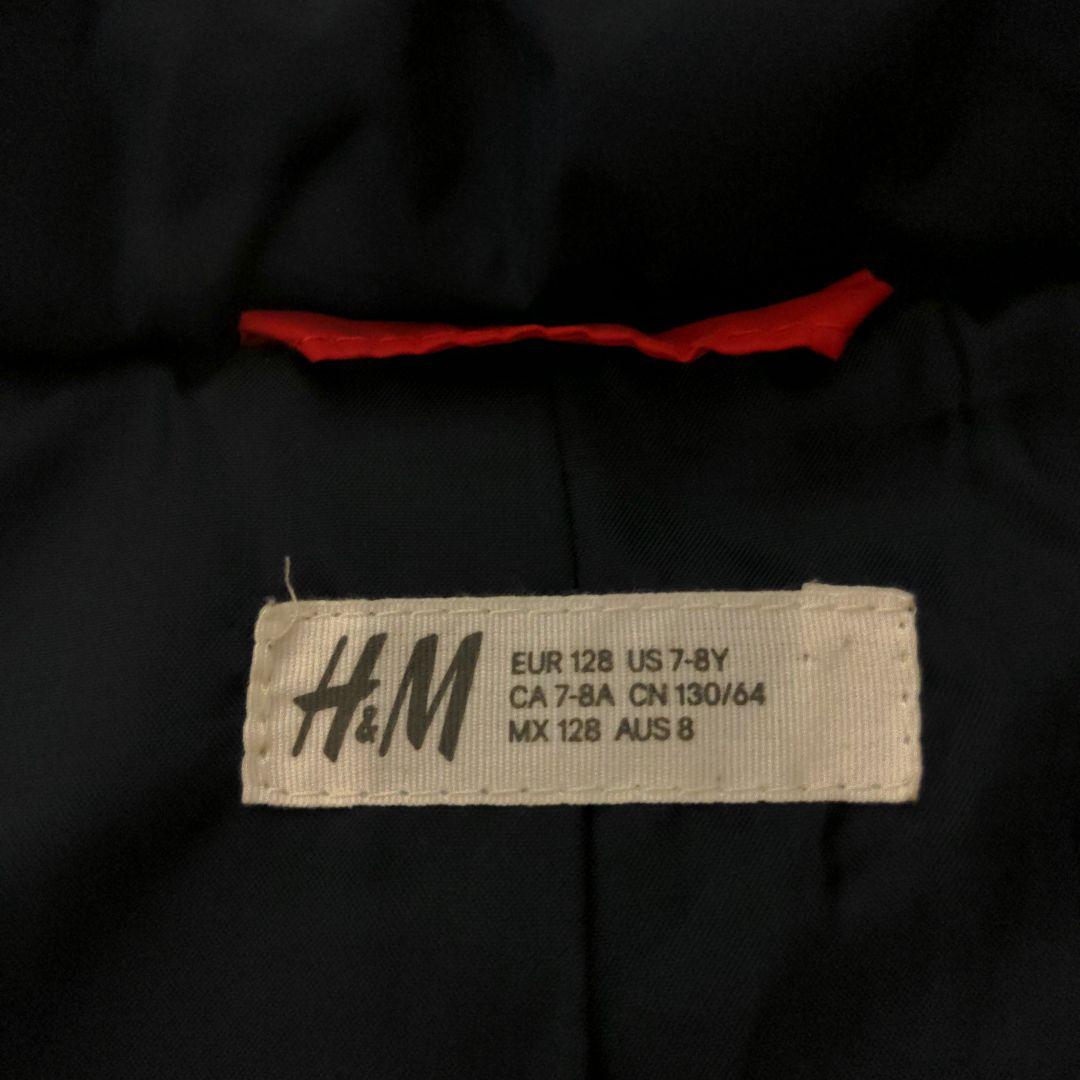 H&M
EUR 128 US 7-8Y
CA 7-8A CN 130/64
MX 128 AUS 8